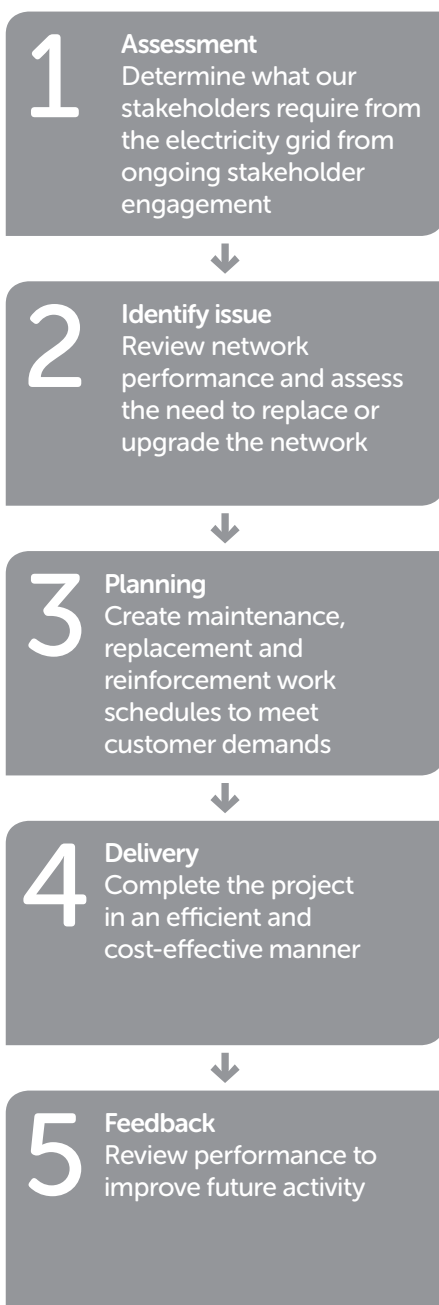 1
Assessment
Determine what our
stakeholders require from
the electricity grid from
ongoing stakeholder
engagement
2
Identify issue
Review network
performance and assess
the need to replace or
upgrade the network
3
Planning
Create maintenance,
replacement and
reinforcement work
schedules to meet
customer demands
4
Delivery
Complete the project
in an efficient and
cost-effective manner
5
Feedback
Review performance to
improve future activity